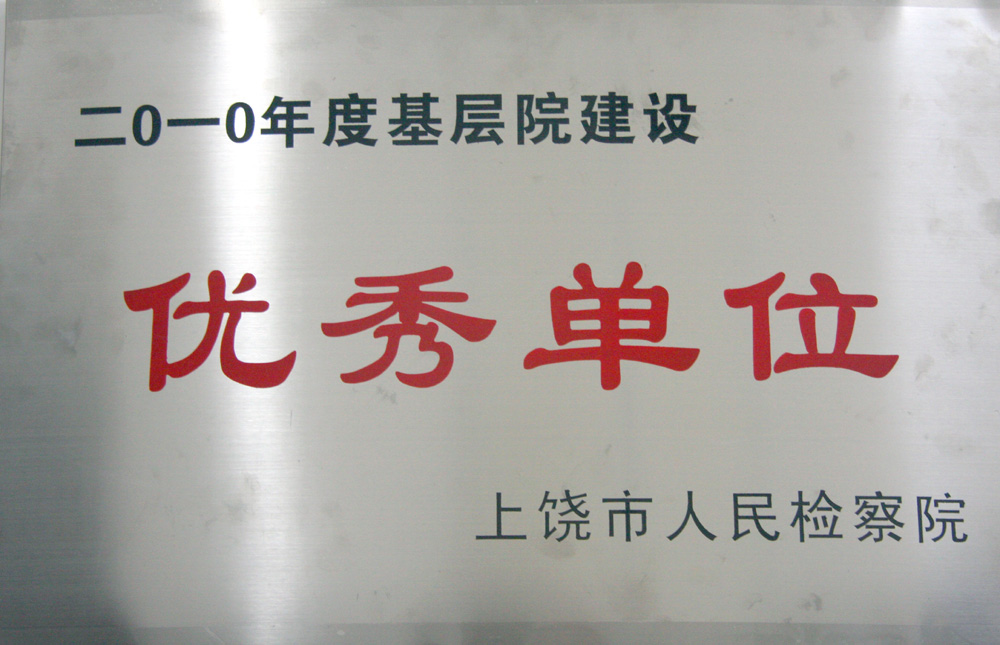 二0一0年度基层院建设
优秀单位
上饶市人民检察院